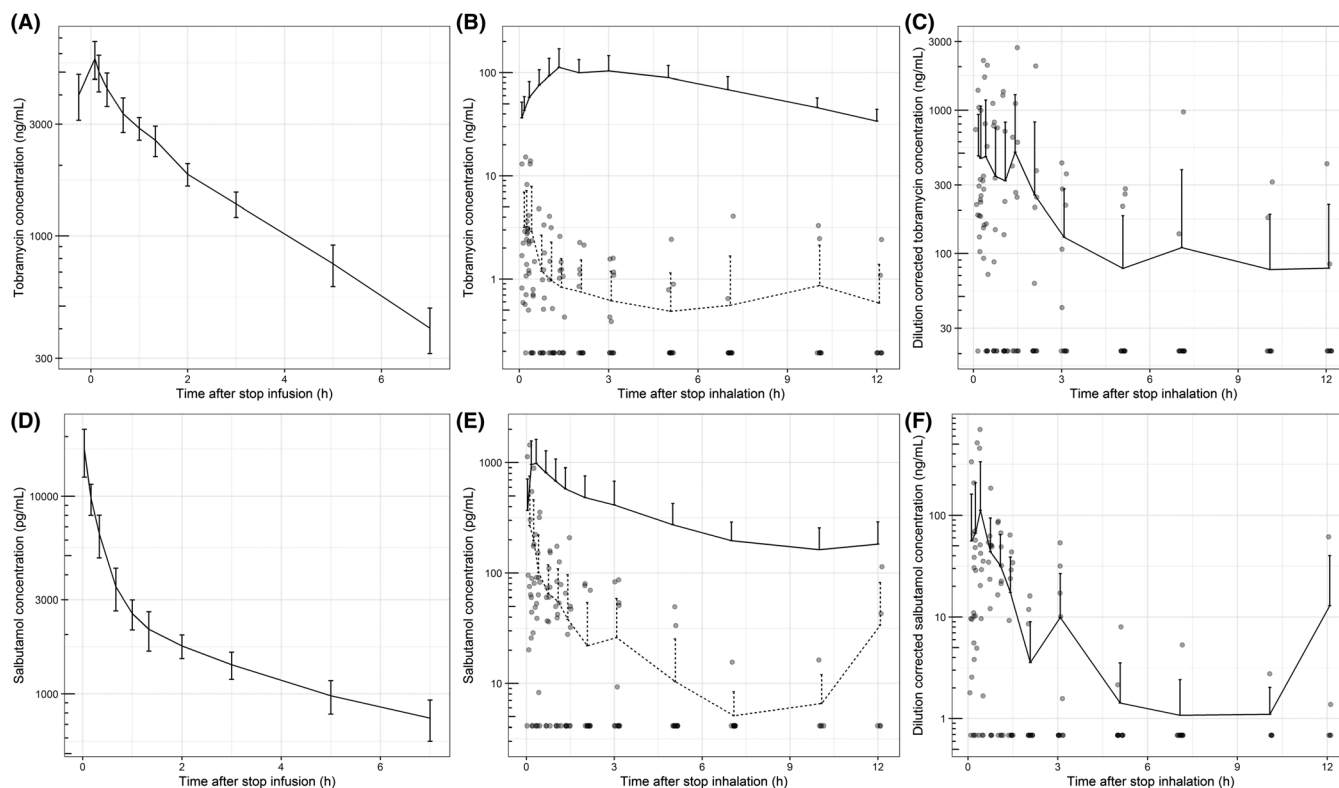 (A)
Tobramycin concentration (ng/mL)
3000
1000
300
0
2
4
6
Time after stop infusion (h)
(B)
Tobramycin concentration (ng/mL)
100
10
1
0
3
6
9
12
Time after stop inhalation (h)
(C)
Dilution corrected tobramycin concentration (ng/mL)
3000
1000
300
100
30
0
3
6
9
12
Time after stop inhalation (h)
(D)
Salbutamol concentration (pg/mL)
10000
3000
1000
0
2
4
6
Time after stop infusion (h)
(E)
Salbutamol concentration (pg/mL)
1000
100
10
0
3
6
9
12
Time after stop inhalation (h)
(F)
Dilution corrected salbutamol concentration (ng/mL)
100
10
1
0
3
6
9
12
Time after stop inhalation (h)